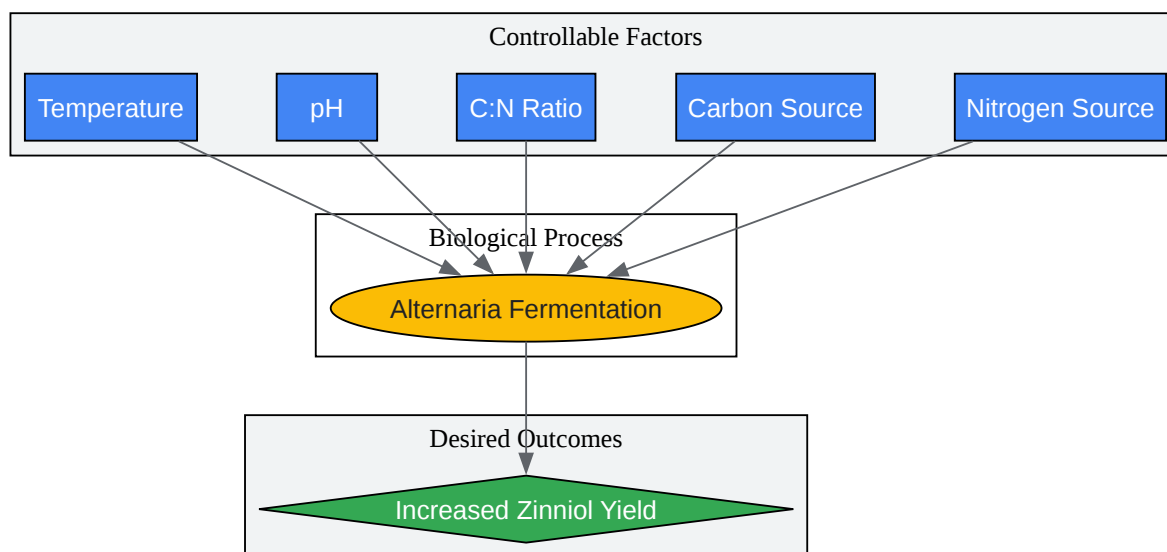 Controllable Factors
Temperature
pH
C:N Ratio
Carbon Source
Nitrogen Source
Biological Process
Alternaria Fermentation
Desired Outcomes
Increased Zinniol Yield